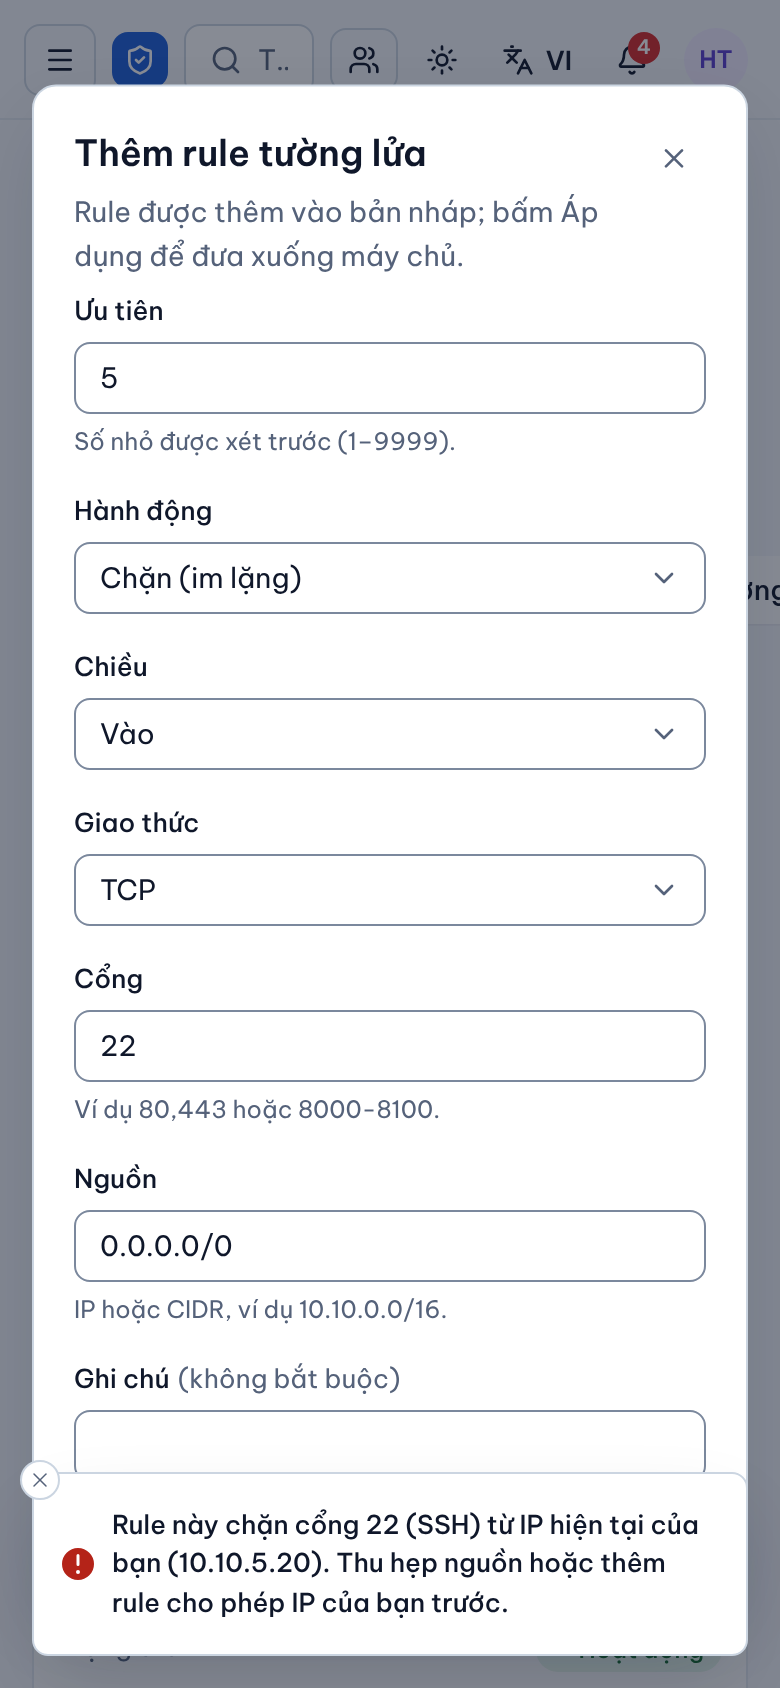 T..
VI
4
HT
Thêm rule tường lửa
Rule được thêm vào bản nháp; bấm Áp
dụng để đưa xuống máy chủ.
Ưu tiên
5
Số nhỏ được xét trước (1–9999).
Hành động
Chặn (im lặng)
Chiều
Vào
Giao thức
TCP
Cổng
22
Ví dụ 80,443 hoặc 8000-8100.
Nguồn
0.0.0.0/0
IP hoặc CIDR, ví dụ 10.10.0.0/16.
Ghi chú (không bắt buộc)
Rule này chặn cổng 22 (SSH) từ IP hiện tại của
bạn (10.10.5.20). Thu hẹp nguồn hoặc thêm
rule cho phép IP của bạn trước.